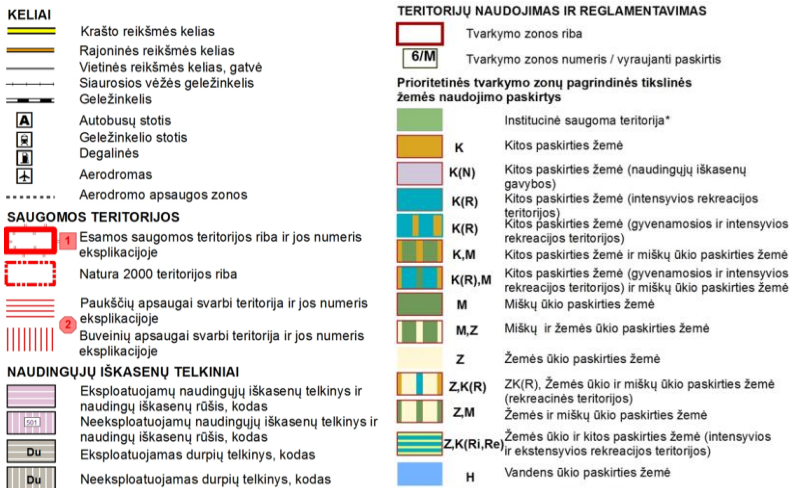 KELIAI
Krašto reikšmės kelias
Rajoninės reikšmės kelias
Vietinės reikšmės kelias, gatvė
Siaurosios vėžės geležinkelis
Geležinkelis
A
Autobusų stotis
Geležinkelio stotis
Degalinės
Aerodromas
Aerodromo apsaugos zonos
SAUGOMOS TERITORIJOS
1
Esamos saugomos teritorijos riba ir jos numeris
eksplikacijoje
Natura 2000 teritorijos riba
Paukščių apsaugai svarbi teritorija ir jos numeris
eksplikacijoje
2
Buveinių apsaugai svarbi teritorija ir jos numeris
eksplikacijoje
NAUDINGŲJŲ IŠKASENŲ TELKINIAI
Eksploatuojamų naudingųjų iškasenų telkinys ir
naudingų iškasenų rūšis, kodas
501
Neeksploatuojamų naudingųjų iškasenų telkinys ir
naudingų iškasenų rūšis, kodas
Du
Eksploatuojamas durpių telkinys, kodas
Du
Neeksploatuojamas durpių telkinys, kodas
TERITORIJŲ NAUDOJIMAS IR REGLAMENTAVIMAS
Tvarkymo zonos riba
6/M
Tvarkymo zonos numeris / vyraujanti paskirtis
Prioritetinės tvarkymo zonų pagrindinės tikslinės
žemės naudojimo paskirtys
Institucinė saugoma teritorija*
K
Kitos paskirties žemė
K(N)
Kitos paskirties žemė (naudingųjų iškasenų
gavybos)
K(R)
Kitos paskirties žemė (intensyvios rekreacijos
teritorijos)
K(R)
Kitos paskirties žemė (gyvenamosios ir intensyvios
rekreacijos teritorijos)
K,M
Kitos paskirties žemė ir miškų ūkio paskirties žemė
K(R),M
Kitos paskirties žemė (gyvenamosios ir intensyvios
rekreacijos teritorijos) ir miškų ūkio paskirties žemė
M
Miškų ūkio paskirties žemė
M,Z
Miškų ir žemės ūkio paskirties žemė
Z
Žemės ūkio paskirties žemė
Z,K(R)
ZK(R), Žemės ūkio ir miškų ūkio paskirties žemė
(rekreacinės teritorijos)
Z,M
Žemės ir miškų ūkio paskirties žemė
Z,K(Ri,Re)
Žemės ūkio ir kitos paskirties žemė (intensyvios
ir ekstensyvios rekreacijos teritorijos)
H
Vandens ūkio paskirties žemė